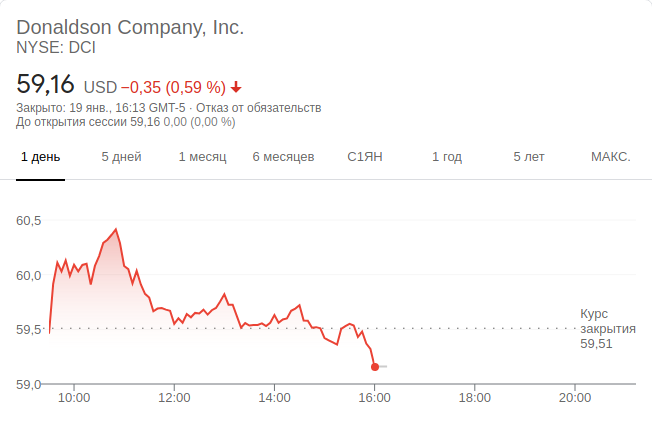 Donaldson Company, Inc.
NYSE: DCI
59,16 USD −0,35 (0,59 %)
Закрыто: 19 янв., 16:13 GMT-5 · Отказ от обязательств
До открытия сессии 59,16 0,00 (0,00 %)
1 день 5 дней 1 месяц 6 месяцев С1ЯН 1 год 5 лет МАКС.
60,5
60,0
59,5
59,0
Курс
закрытия
59,51
10:00 12:00 14:00 16:00 18:00 20:00